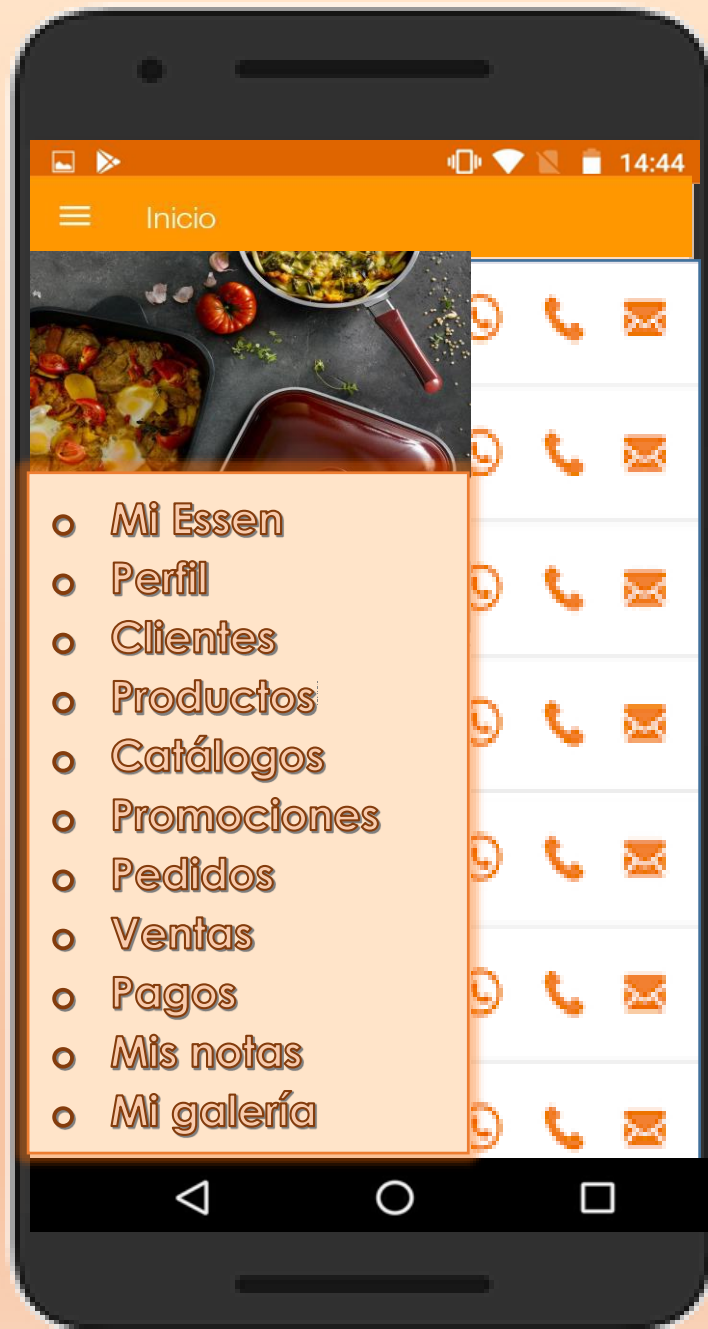 14:44
Inicio
Mi Essen
Perfil
Clientes
Productos
Catálogos
Promociones
Pedidos
Ventas
Pagos
Mis notas
Mi galería